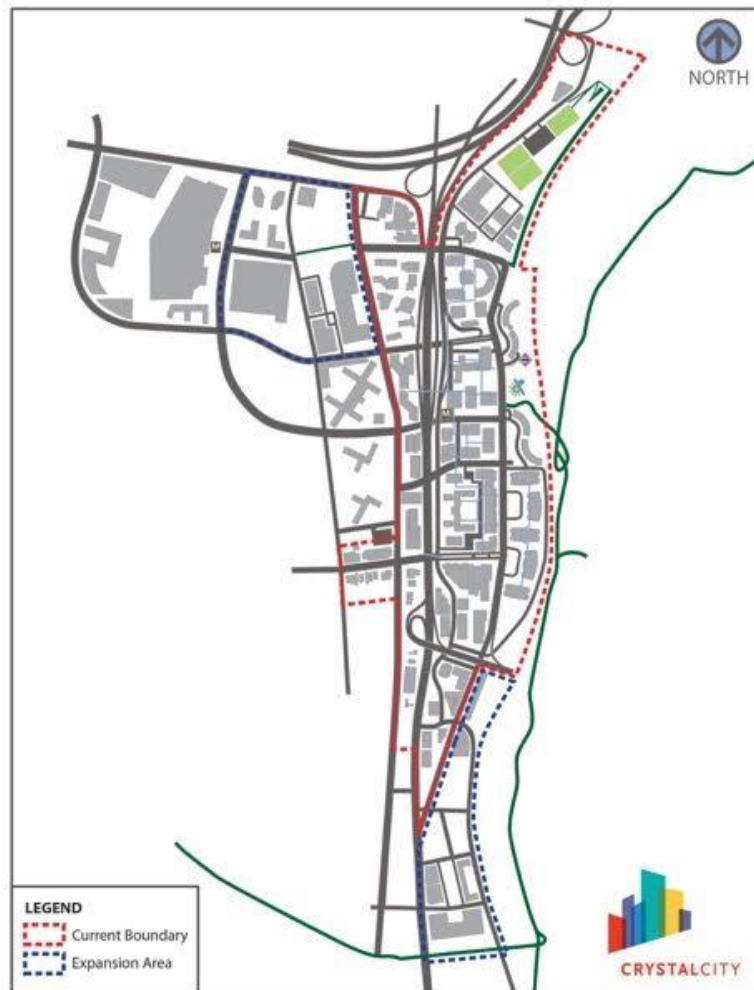 NORTH
M
M
LEGEND
Current Boundary
Expansion Area
CRYSTALCITY